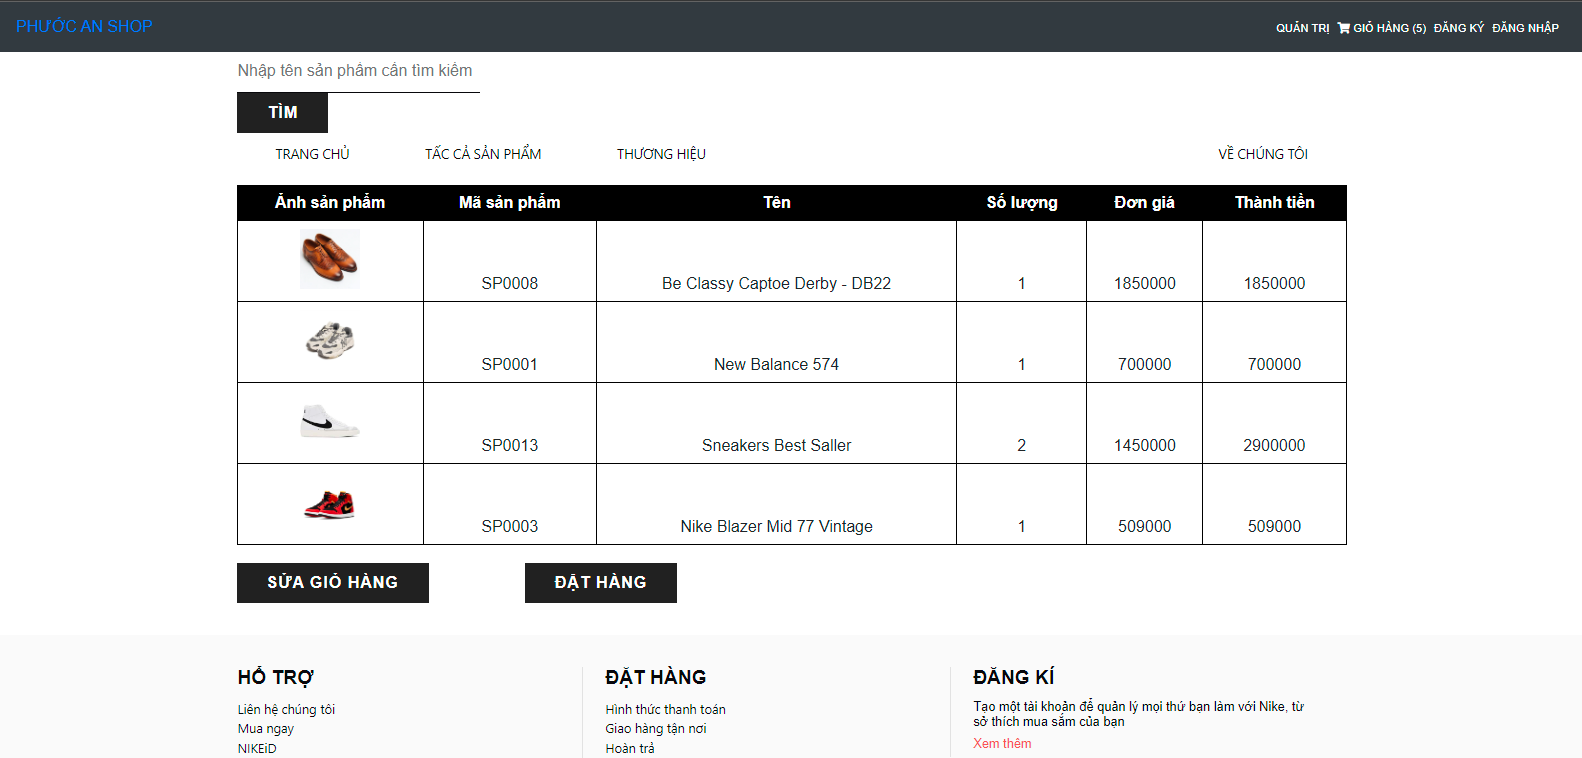 PHƯỚC AN SHOP
QUẢN TRỊ GIỎ HÀNG (5) ĐĂNG KÝ ĐĂNG NHẬP
Nhập tên sản phẩm cần tìm kiếm
TÌM
TRANG CHỦ TẤC CẢ SẢN PHẨM THƯƠNG HIỆU VỀ CHÚNG TÔI
Ảnh sản phẩm Mã sản phẩm Tên Số lượng Đơn giá Thành tiền
SP0008 Be Classy Captoe Derby - DB22 1 1850000 1850000
SP0001 New Balance 574 1 700000 700000
SP0013 Sneakers Best Saller 2 1450000 2900000
SP0003 Nike Blazer Mid 77 Vintage 1 509000 509000
SỬA GIỎ HÀNG ĐẶT HÀNG
HỖ TRỢ
Liên hệ chúng tôi
Mua ngay
NIKEiD
ĐẶT HÀNG
Hình thức thanh toán
Giao hàng tận nơi
Hoàn trả
ĐĂNG KÍ
Tạo một tài khoản để quản lý mọi thứ bạn làm với Nike, từ
sở thích mua sắm của bạn
Xem thêm